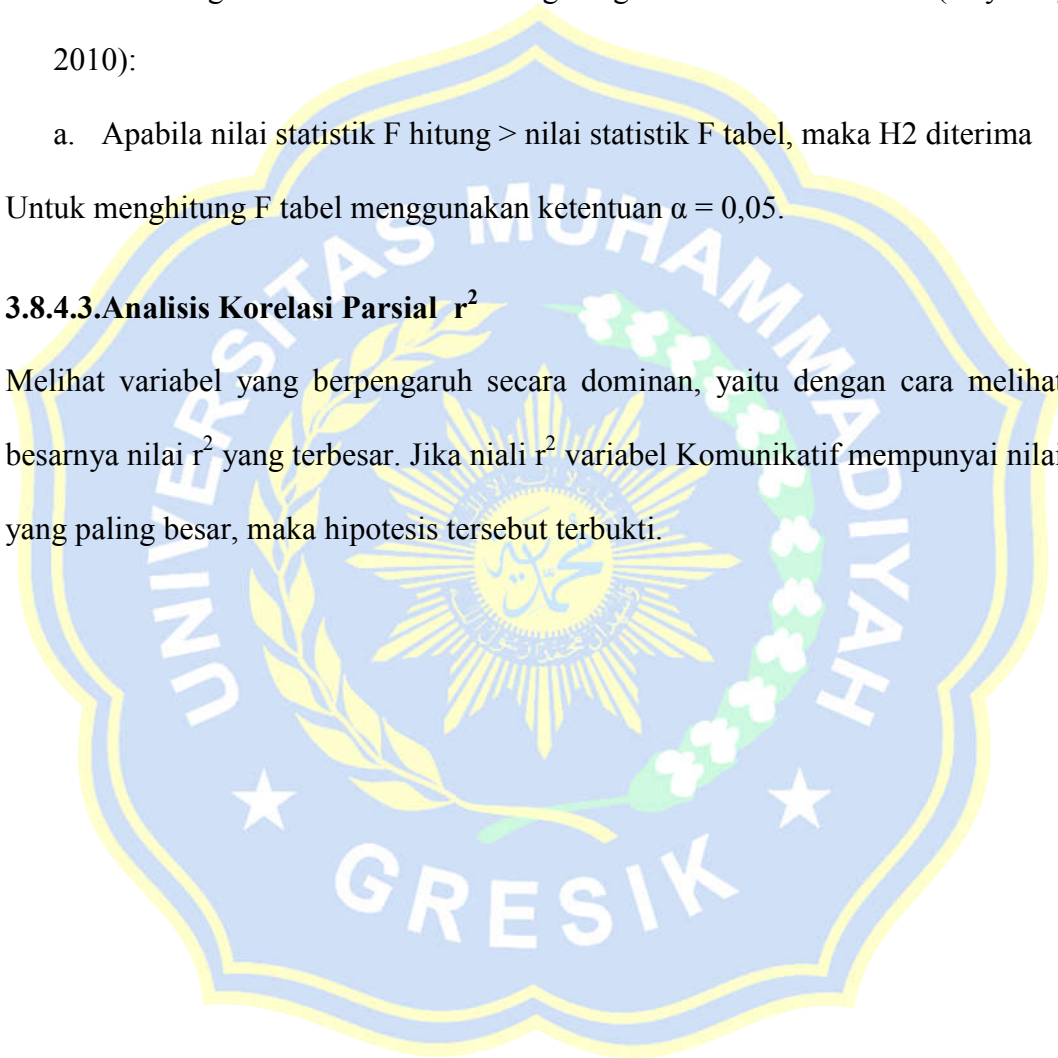 2010):
a. Apabila nilai statistik F hitung > nilai statistik F tabel, maka H2 diterima
Untuk menghitung F tabel menggunakan ketentuan α = 0,05.
3.8.4.3.Analisis Korelasi Parsial r²
Melihat variabel yang berpengaruh secara dominan, yaitu dengan cara melihat
besarnya nilai r² yang terbesar. Jika niali r² variabel Komunikatif mempunyai nilai
yang paling besar, maka hipotesis tersebut terbukti.
UNIVERSITAS MUHAMMADIYAH
GRESIK